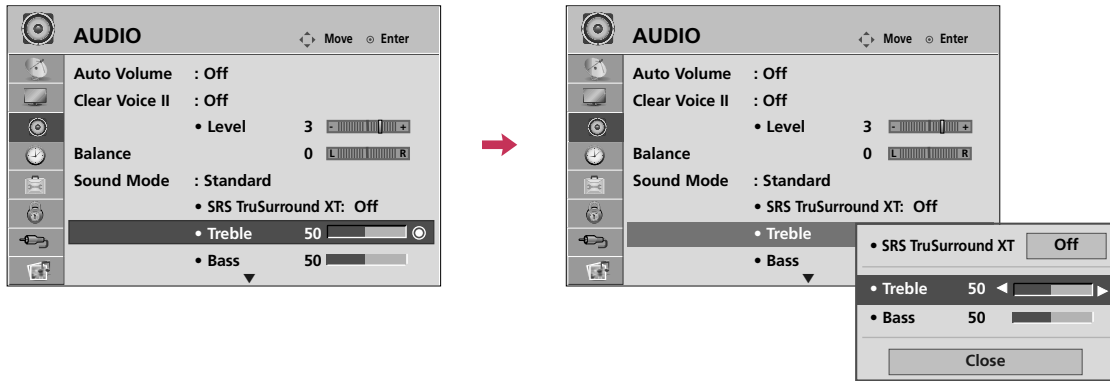 AUDIO Move Enter
Auto Volume : Off
Clear Voice II : Off
• Level 3 - +
Balance 0 L R
Sound Mode : Standard
• SRS TruSurround XT: Off
• Treble 50
• Bass 50
AUDIO Move Enter
Auto Volume : Off
Clear Voice II : Off
• Level 3 - +
Balance 0 L R
Sound Mode : Standard
• SRS TruSurround XT: Off
• Treble
• Bass
• SRS TruSurround XT Off
• Treble 50
• Bass 50
Close